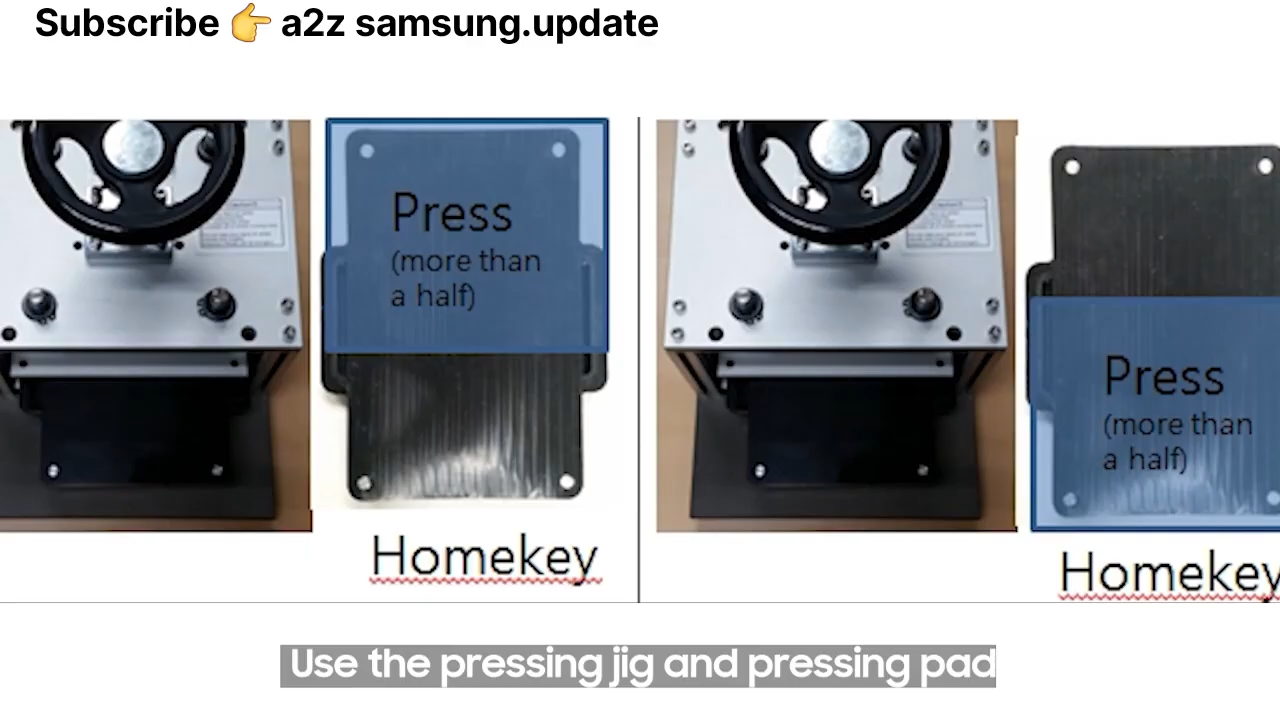 Subscribe 👉 a2z samsung.update
Press
(more than
a half)
Homekey
Press
(more than
a half)
Homekey
Use the pressing jig and pressing pad